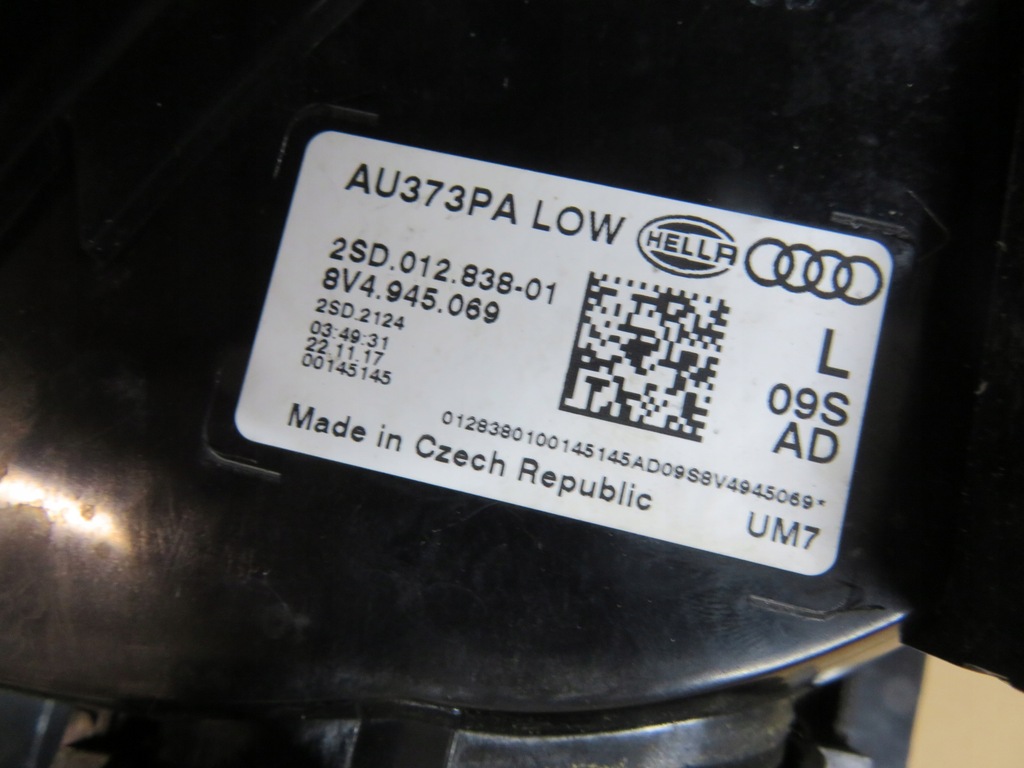 AU373PA LOW HELLA
2SD.012.838-01
8V4.945.069
2SD.2124
03:49:31
22.11.17
00145145
L
09S
AD
0128380100145145AD09S8V4945069*
Made in Czech Republic
UM7